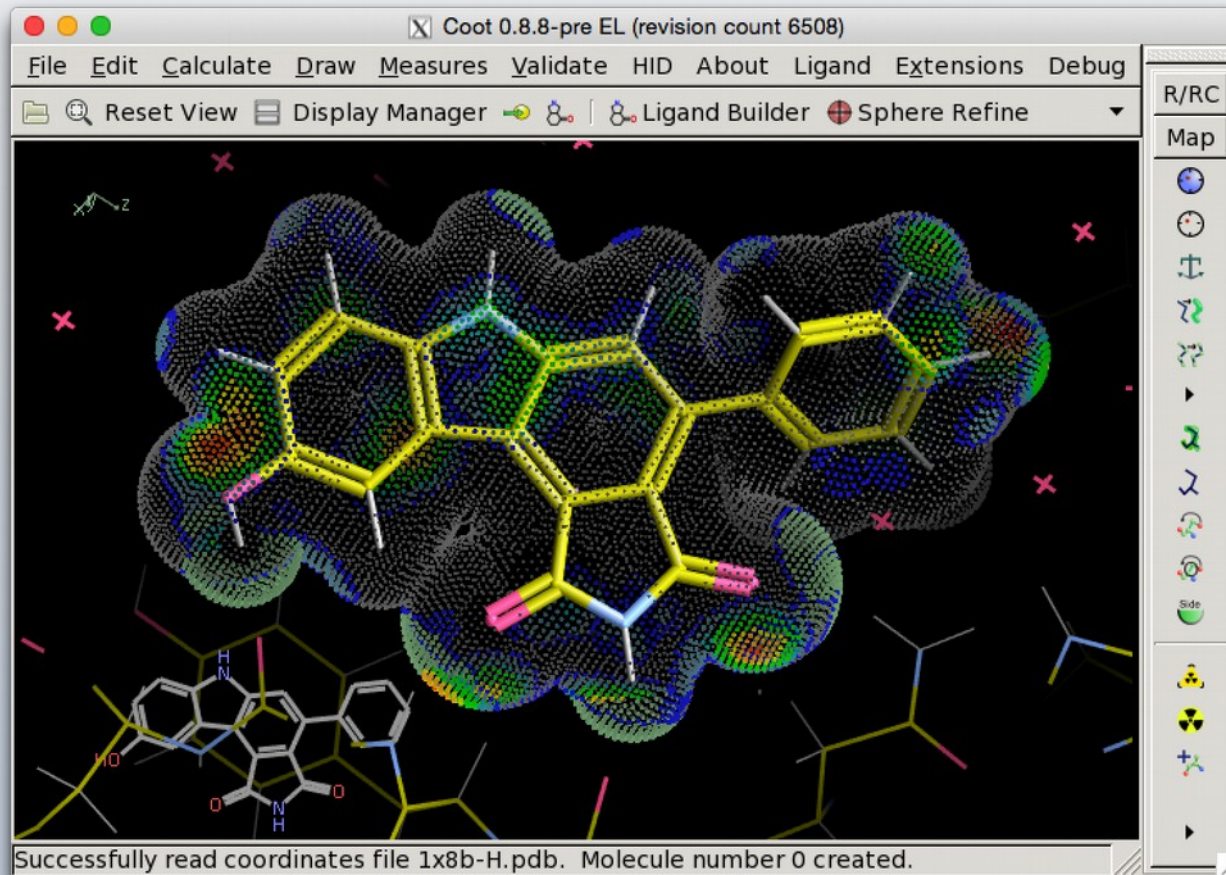 X Coot 0.8.8-pre EL (revision count 6508)
File Edit Calculate Draw Measures Validate HID About Ligand Extensions Debug
Reset View Display Manager Ligand Builder Sphere Refine
R/RC
Map
X Y Z
Side
H
N
HO
O O
N
H
Successfully read coordinates file 1x8b-H.pdb. Molecule number 0 created.